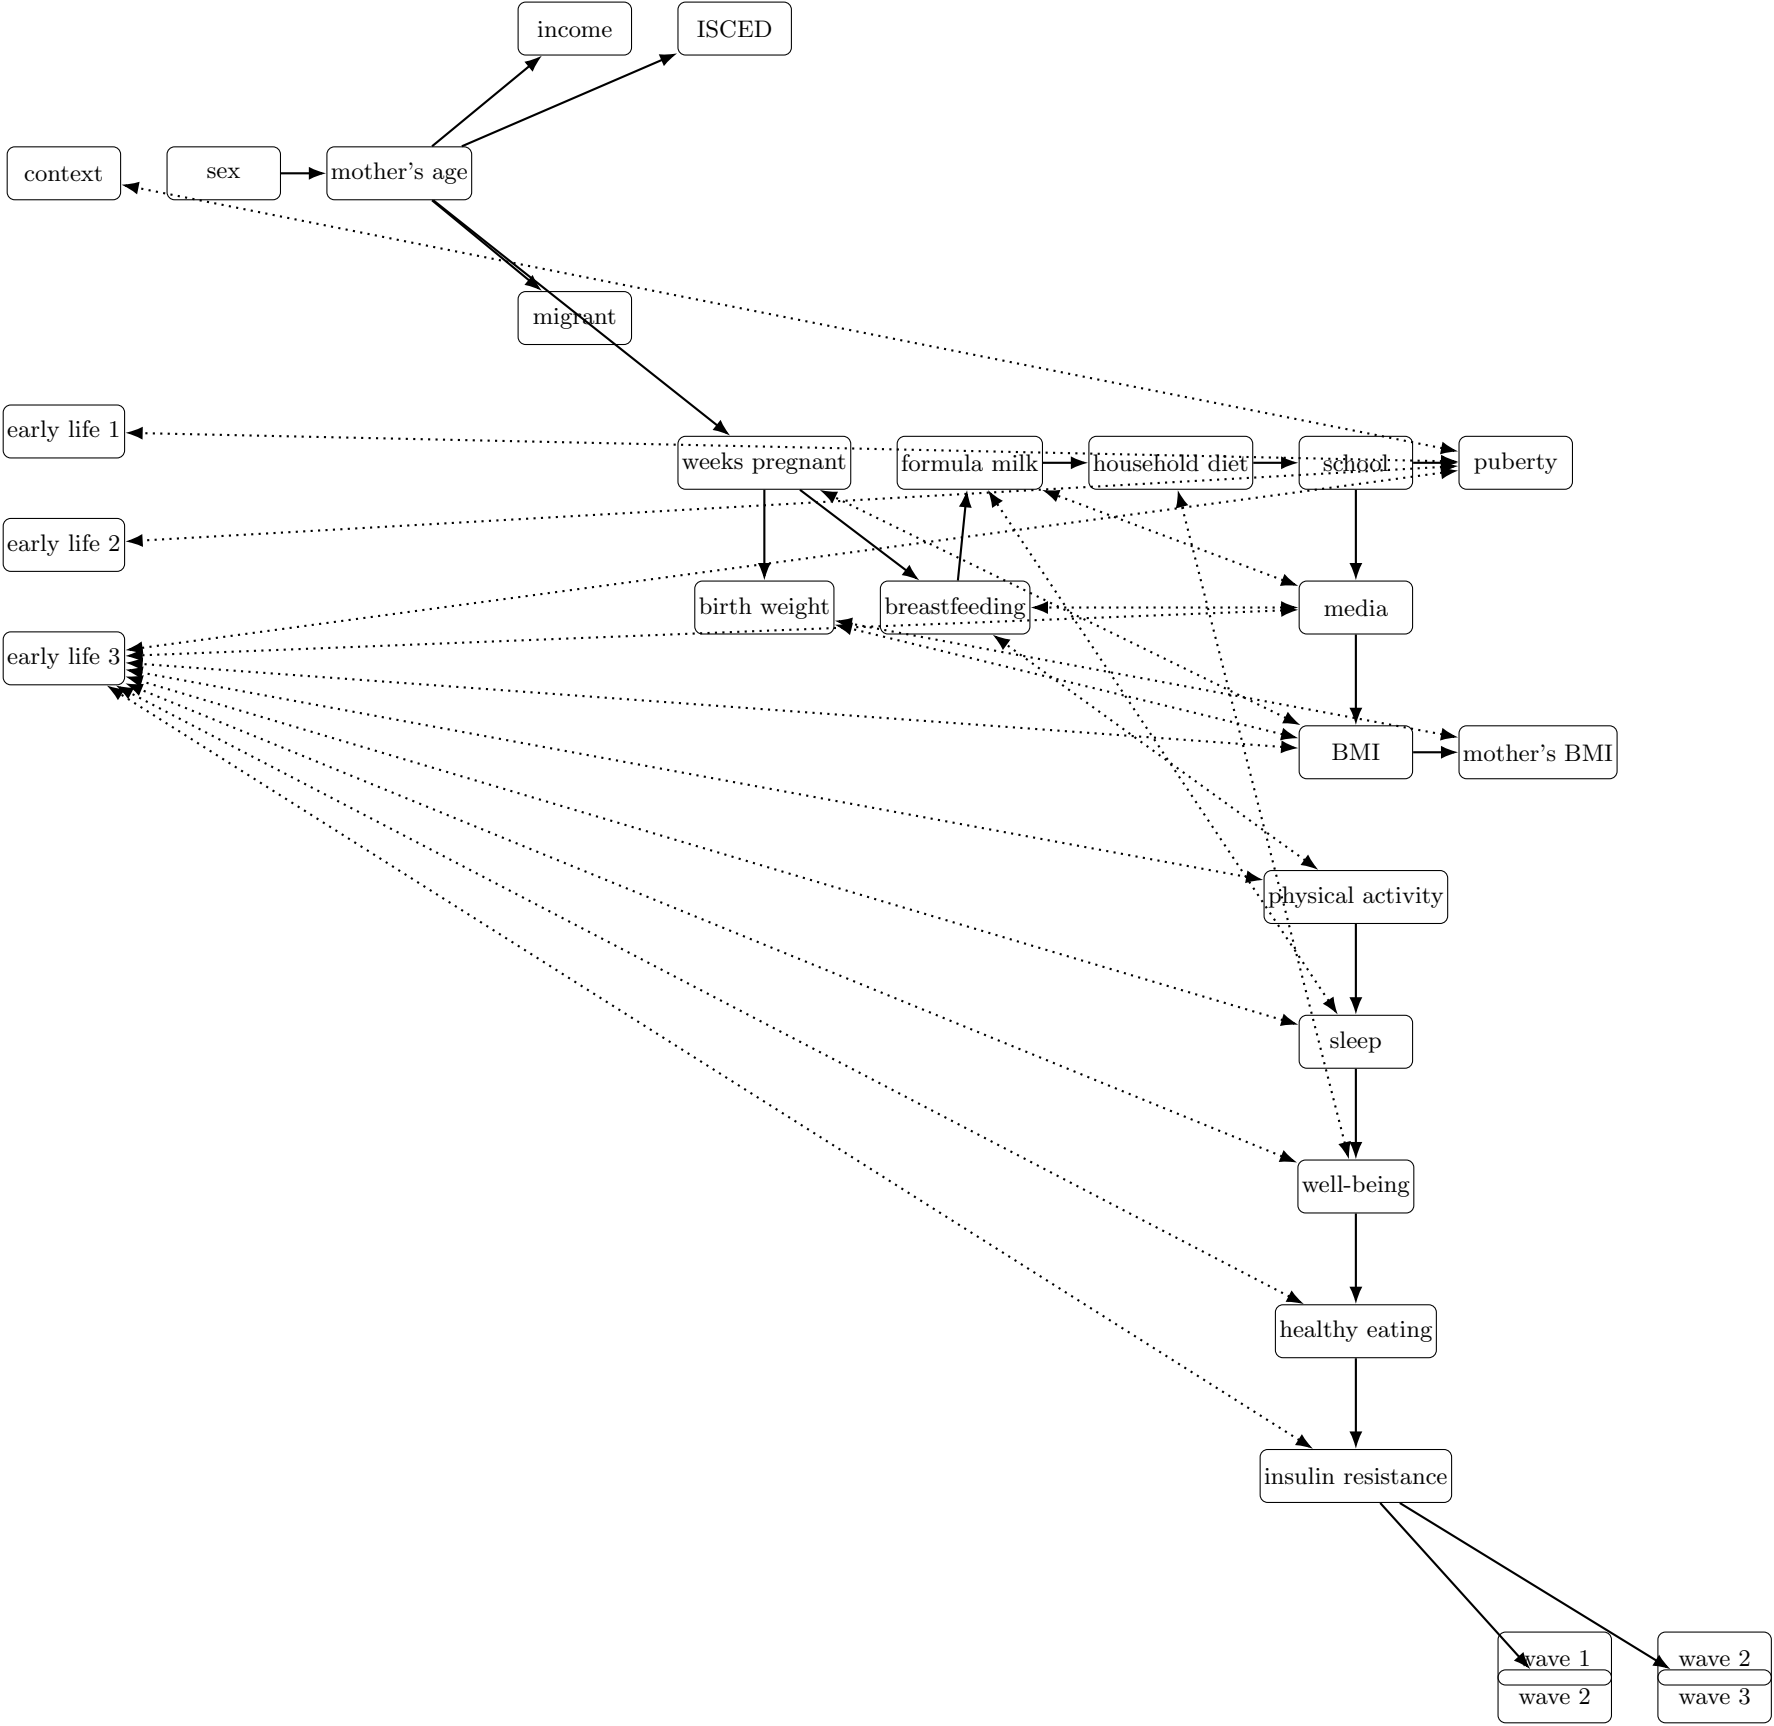 income
ISCED
context
sex
mother's age
migrant
early life 1
weeks pregnant
formula milk
household diet
school
puberty
early life 2
birth weight
breastfeeding
media
early life 3
BMI
mother's BMI
physical activity
sleep
well-being
healthy eating
insulin resistance
wave 1
wave 2
wave 2
wave 3